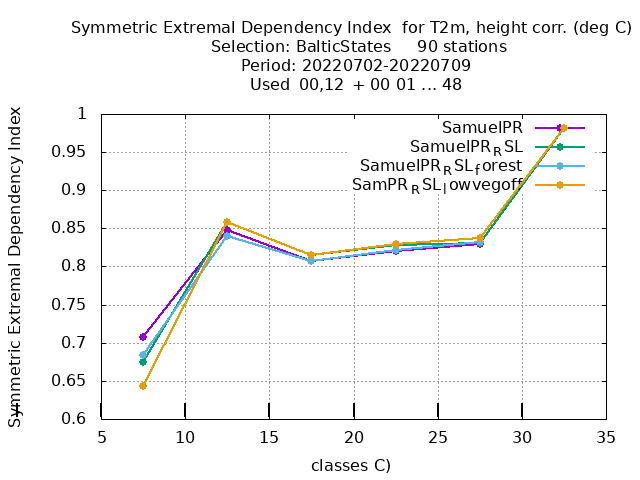 Symmetric Extremal Dependency Index  for T2m, height corr. (deg C)
Selection: BalticStates     90 stations
Period: 20220702-20220709
Used  00,12  + 00 01 ... 48
Symmetric Extremal Dependency Index
1
0.95
0.9
0.85
0.8
0.75
0.7
0.65
0.6
SamuelPR
SamuelPR_RSL
SamuelPR_RSL_forest
SamPR_RSL_lowvegoff
5
10
15
20
25
30
35
classes C)